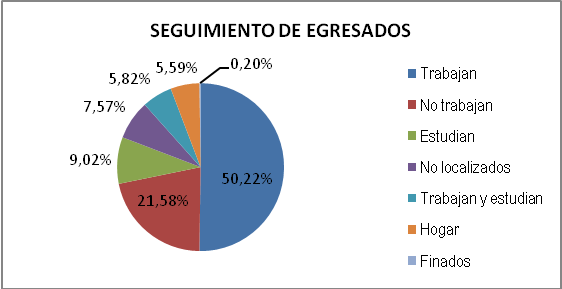 SEGUIMIENTO DE EGRESADOS
0,20%
5,59%
5,82%
7,57%
9,02%
21,58%
50,22%
Trabajan
No trabajan
Estudian
No localizados
Trabajan y estudian
Hogar
Finados